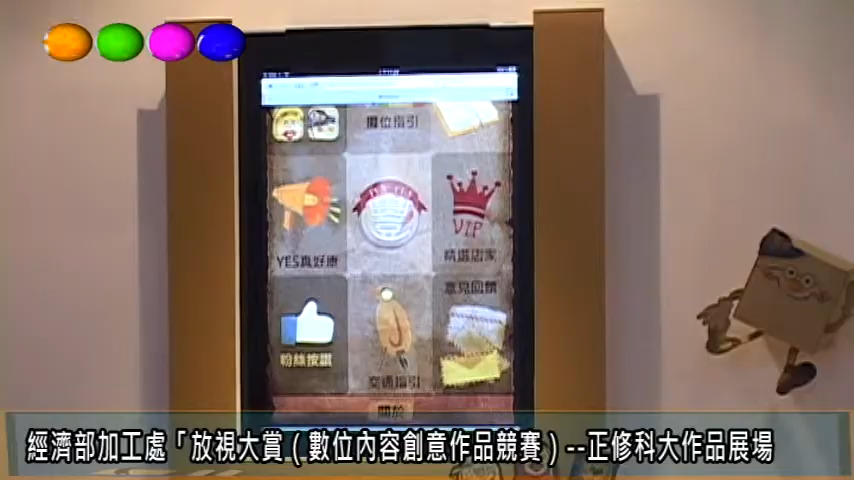 攤位指引
YES真好康
VIP
精選店家
意見回饋
粉絲按讚
交通指引
關於
經濟部加工處「放視大賞(數位內容創意作品競賽)--正修科大作品展場